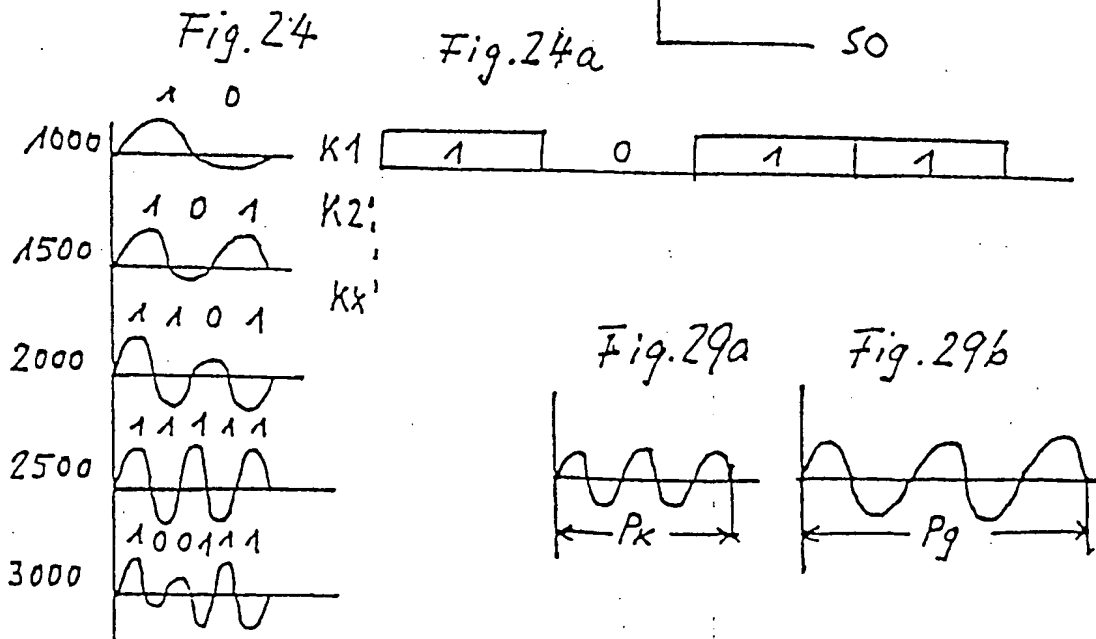 Fig. 24
Fig. 24a
SO
1 0
1000
K1 1 0 1 1
1 0 1
K2
1500
Kx
1 1 0 1
2000
Fig. 29a
Fig. 29b
1 1 1 1 1
2500
PK
Pg
1 0 0 1 1 1
3000